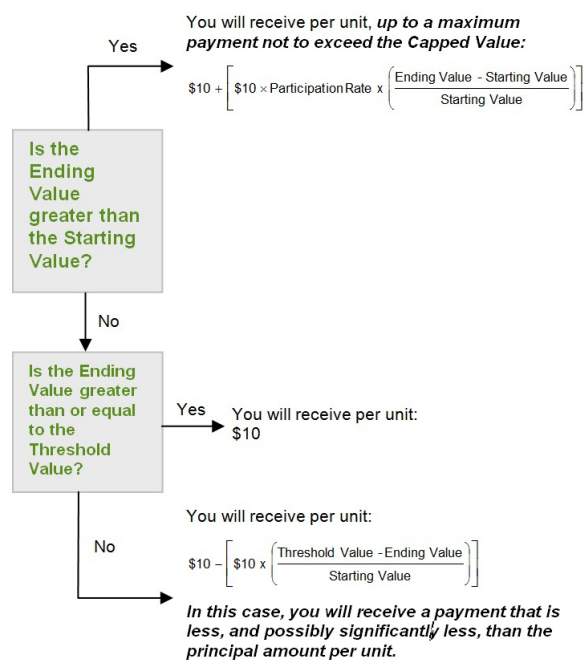 You will receive per unit, up to a maximum
Yes
payment not to exceed the Capped Value:
$10 + [ $10 × Participation Rate x ( Ending Value - Starting Value
Starting Value ) ]
Is the
Ending
Value
greater than
the Starting
Value?
No
Is the Ending
Value greater
than or equal
to the
Threshold
Value?
Yes
You will receive per unit:
$10
You will receive per unit:
No
$10 – [ $10 x ( Threshold Value - Ending Value
Starting Value ) ]
In this case, you will receive a payment that is
less, and possibly significantly less, than the
principal amount per unit.